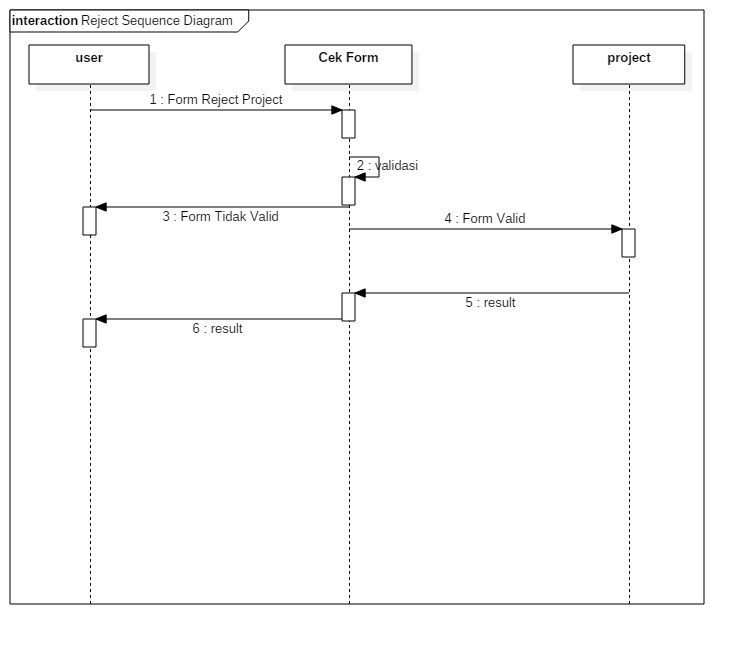 interaction Reject Sequence Diagram
user
Cek Form
project
1 : Form Reject Project
2 : validasi
3 : Form Tidak Valid
4 : Form Valid
5 : result
6 : result